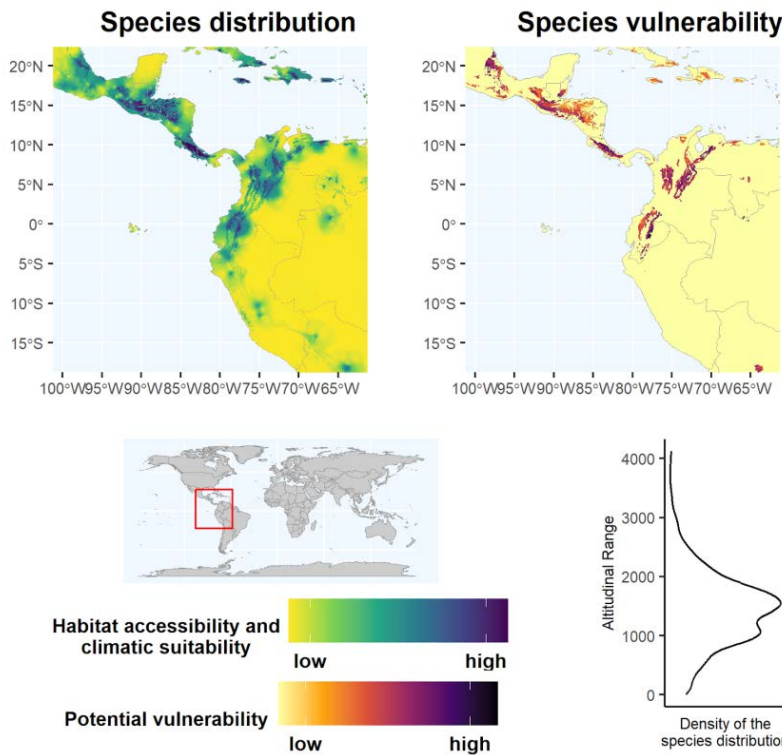 Species distribution
Species vulnerability
20°N
15°N
10°N
5°N
0°
5°S
10°S
15°S
100°W95°W90°W85°W80°W75°W70°W65°W
20°N
15°N
10°N
5°N
0°
5°S
10°S
15°S
100°W95°W90°W85°W80°W75°W70°W65°W
Habitat accessibility and
climatic suitability
low high
Potential vulnerability
low high
Altitudinal Range
4000
3000
2000
1000
0
Density of the
species distribution